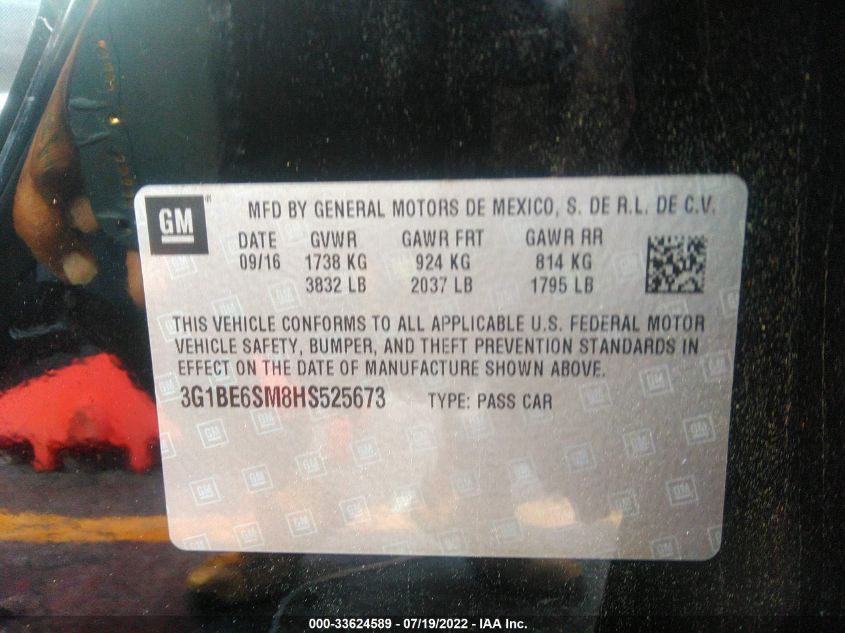 GM ®
MFD BY GENERAL MOTORS DE MEXICO, S. DE R.L. DE C.V.
DATE GVWR GAWR FRT GAWR RR
09/16 1738 KG 924 KG 814 KG
3832 LB 2037 LB 1795 LB
THIS VEHICLE CONFORMS TO ALL APPLICABLE U.S. FEDERAL MOTOR
VEHICLE SAFETY, BUMPER, AND THEFT PREVENTION STANDARDS IN
EFFECT ON THE DATE OF MANUFACTURE SHOWN ABOVE.
3G1BE6SM8HS525673 TYPE: PASS CAR
000-33624589 - 07/19/2022 - IAA Inc.